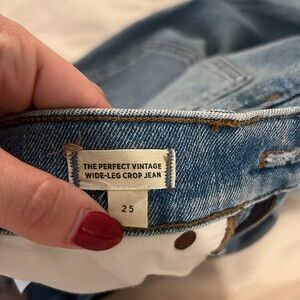 THE PERFECT VINTAGE
WIDE-LEG CROP JEAN
25